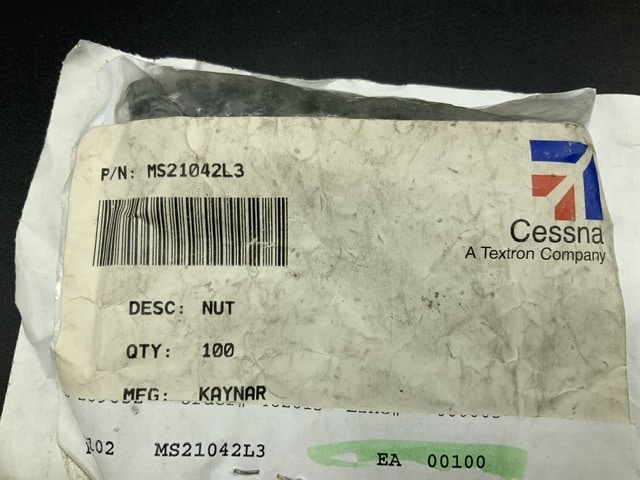 P/N: MS21042L3
Cessna
A Textron Company
DESC: NUT
QTY: 100
MFG: KAYNAR
102 MS21042L3 EA 00100